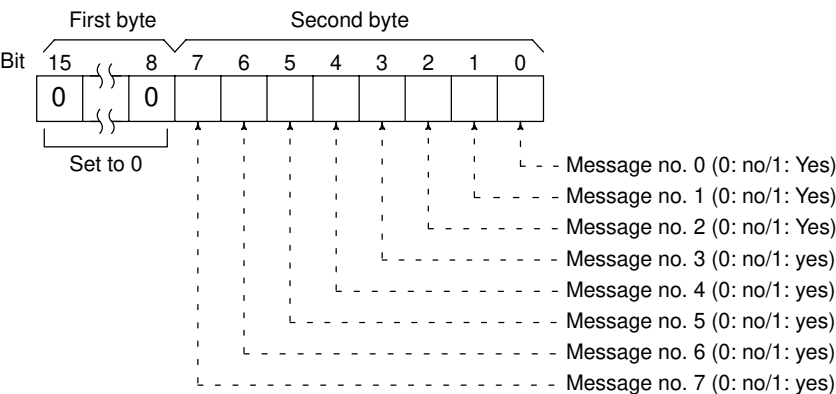 First byte Second byte
Bit 15 8 7 6 5 4 3 2 1 0
0 0
Set to 0
Message no. 0 (0: no/1: Yes)
Message no. 1 (0: no/1: Yes)
Message no. 2 (0: no/1: Yes)
Message no. 3 (0: no/1: yes)
Message no. 4 (0: no/1: yes)
Message no. 5 (0: no/1: yes)
Message no. 6 (0: no/1: yes)
Message no. 7 (0: no/1: yes)